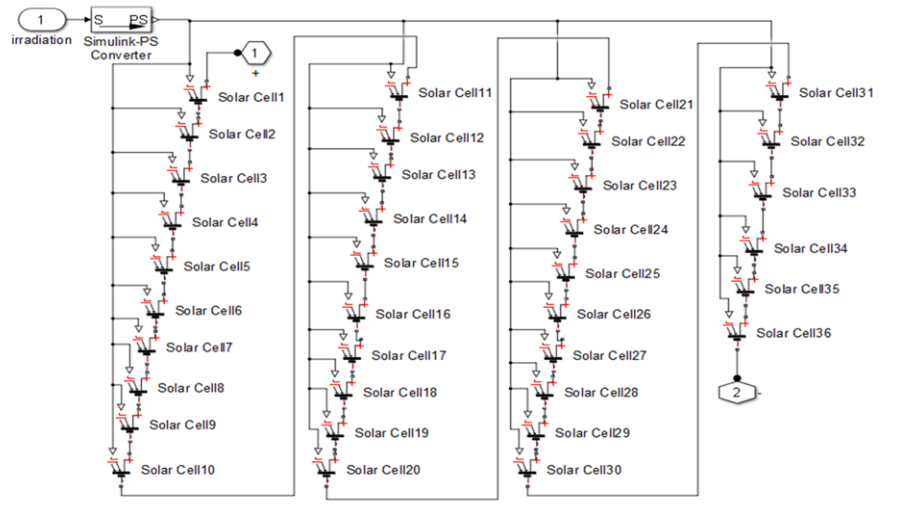 1
irradiation
S PS
Simulink-PS
Converter
1
+
Solar Cell1
Solar Cell2
Solar Cell3
Solar Cell4
Solar Cell5
Solar Cell6
Solar Cell7
Solar Cell8
Solar Cell9
Solar Cell10
Solar Cell11
Solar Cell12
Solar Cell13
Solar Cell14
Solar Cell15
Solar Cell16
Solar Cell17
Solar Cell18
Solar Cell19
Solar Cell20
Solar Cell21
Solar Cell22
Solar Cell23
Solar Cell24
Solar Cell25
Solar Cell26
Solar Cell27
Solar Cell28
Solar Cell29
Solar Cell30
Solar Cell31
Solar Cell32
Solar Cell33
Solar Cell34
Solar Cell35
Solar Cell36
2
-